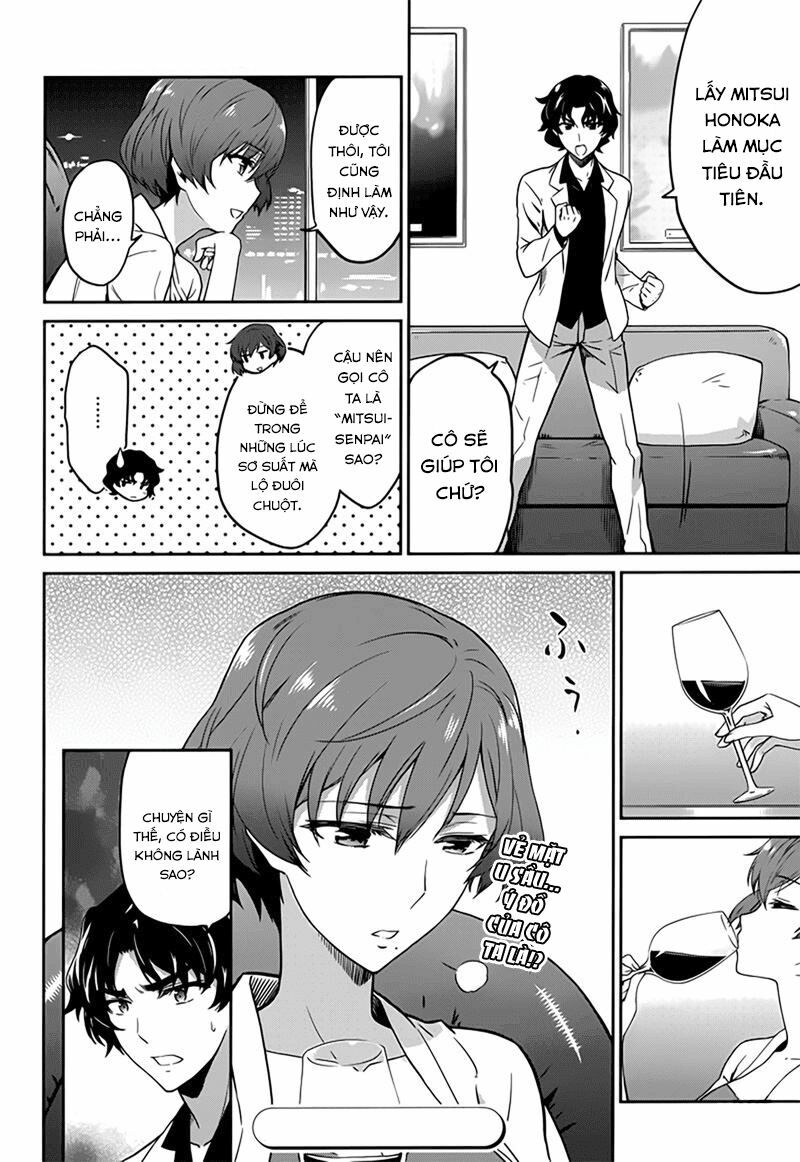 LẤY MITSUI
HONOKA
LÀM MỤC
TIÊU ĐẦU
TIÊN.
CÔ SẼ
GIÚP TÔI
CHỨ?
ĐƯỢC
THÔI, TÔI
CŨNG
ĐỊNH LÀM
NHƯ VẬY.
CHẲNG
PHẢI...
CẬU NÊN
GỌI CÔ
TA LÀ
“MITSUI-
SENPAI”
SAO?
ĐỪNG ĐỂ
TRONG
NHỮNG LÚC
SƠ SUẤT MÀ
LỘ ĐUÔI
CHUỘT.
........
ふぅ…
VẺ MẶT
U SẦU...
Ý ĐỒ
CỦA CÔ
TA LÀ!?
CHUYỆN GÌ
THẾ, CÓ ĐIỀU
KHÔNG LÀNH
SAO?